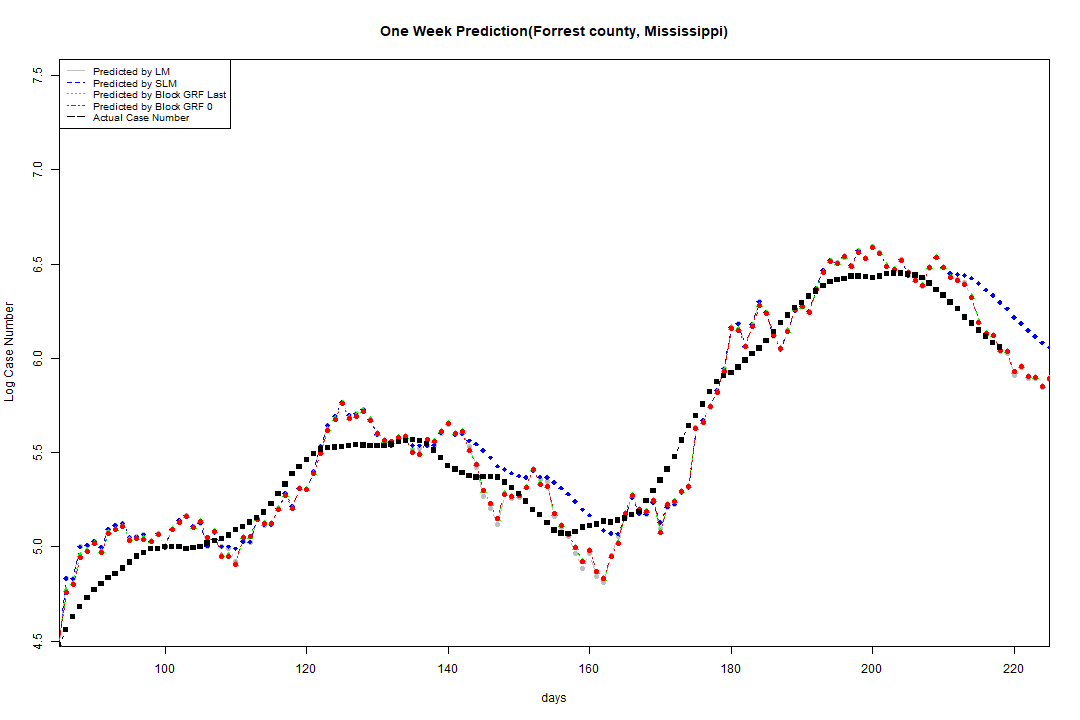 One Week Prediction(Forrest county, Mississippi)
Predicted by LM
Predicted by SLM
Predicted by Block GRF Last
Predicted by Block GRF 0
Actual Case Number
7.5
7.0
6.5
6.0
5.5
5.0
4.5
Log Case Number
100 120 140 160 180 200 220
days